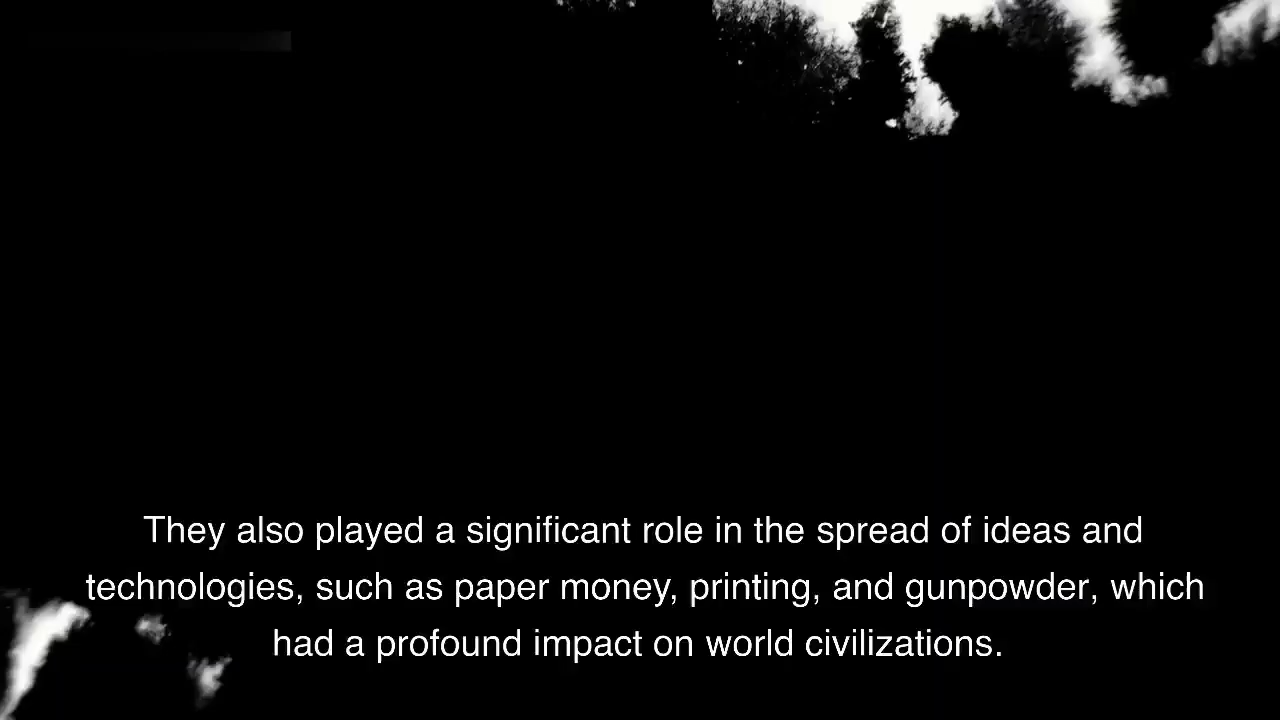 They also played a significant role in the spread of ideas and
technologies, such as paper money, printing, and gunpowder, which
had a profound impact on world civilizations.